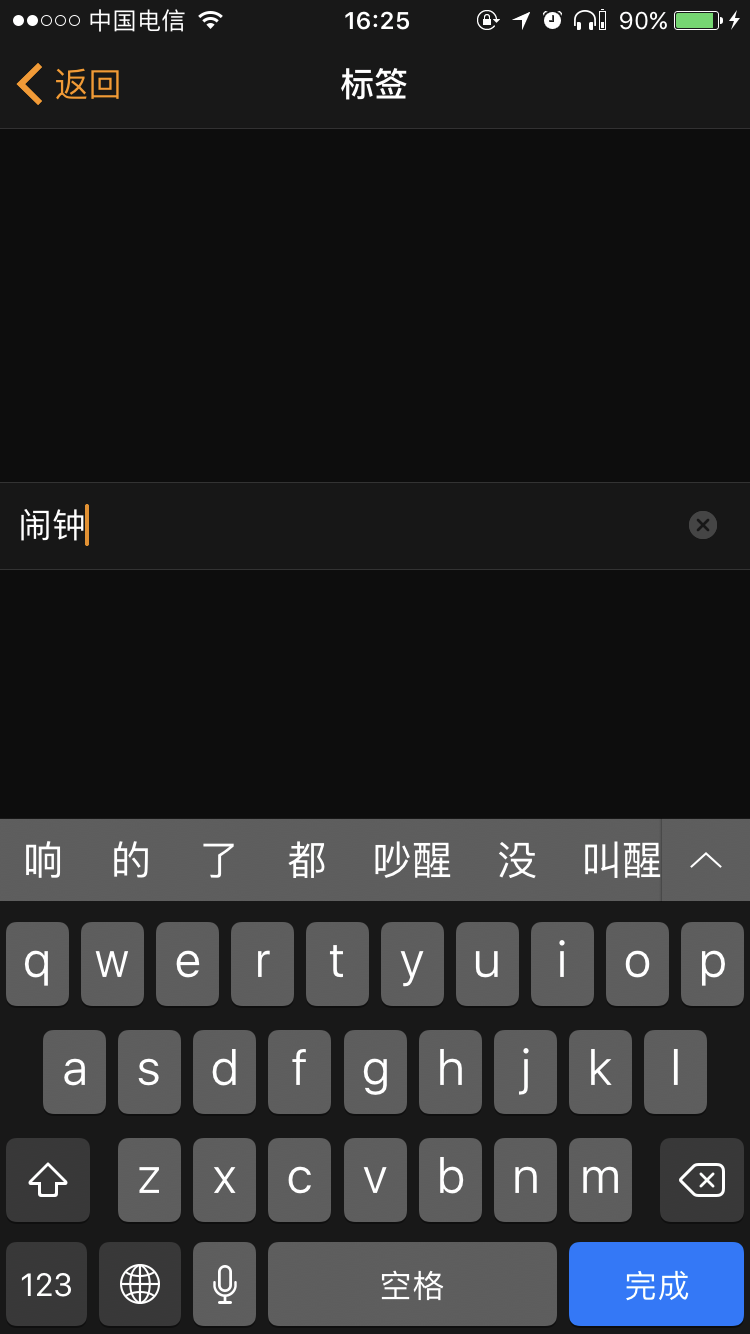 中国电信 16:25 90%
返回 标签
闹钟
响 的 了 都 吵醒 没 叫醒
q w e r t y u i o p
a s d f g h j k l
z x c v b n m
123 空格 完成